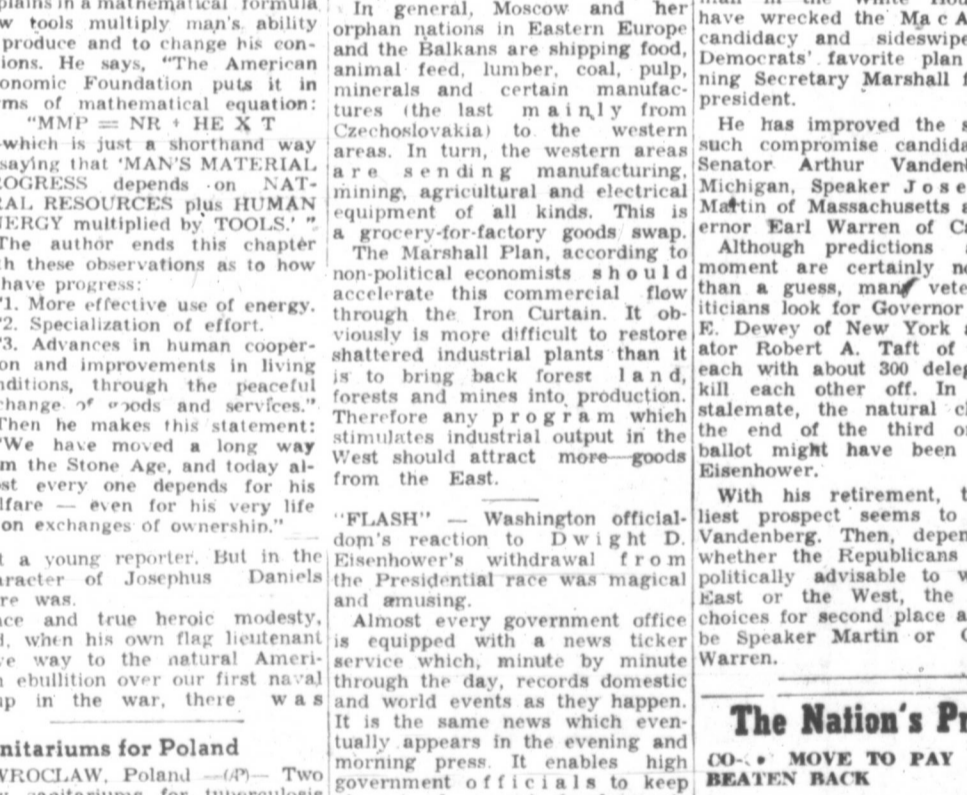 plains in a mathematical formula
w tools multiply man's ability
produce and to change his con-
ions. He says, "The American
onomic Foundation puts it in
ms of mathematical equation:
"MMP = NR + HE X T
which is just a shorthand way
saying that 'MAN'S MATERIAL
OGRESS depends on NAT-
RAL RESOURCES plus HUMAN
NERGY multiplied by TOOLS.' "
The author ends this chapter
h these observations as to how
have progress:
"1. More effective use of energy.
"2. Specialization of effort.
"3. Advances in human cooper-
on and improvements in living
nditions, through the peaceful
change of goods and services."
Then he makes this statement:
"We have moved a long way
m the Stone Age, and today al-
st every one depends for his
lfare — even for his very life
on exchanges of ownership."
t a young reporter. But in the
aracter of Josephus Daniels
re was.
ace and true heroic modesty,
d, when his own flag lieutenant
ve way to the natural Ameri-
n ebullition over our first naval
up in the war, there was
nitariums for Poland
WROCLAW, Poland —(AP)— Two
sanitariums for tuberculosis
In general, Moscow and her
orphan nations in Eastern Europe
and the Balkans are shipping food,
animal feed, lumber, coal, pulp,
minerals and certain manufac-
tures (the last mainly from
Czechoslovakia) to the western
areas. In turn, the western areas
are sending manufacturing,
mining, agricultural and electrical
equipment of all kinds. This is
a grocery-for-factory goods swap.
The Marshall Plan, according to
non-political economists should
accelerate this commercial flow
through the Iron Curtain. It ob-
viously is more difficult to restore
shattered industrial plants than it
is to bring back forest land,
forests and mines into production.
Therefore any program which
stimulates industrial output in the
West should attract more goods
from the East.
"FLASH" — Washington official-
dom's reaction to Dwight D.
Eisenhower's withdrawal from
the Presidential race was magical
and amusing.
Almost every government office
is equipped with a news ticker
service which, minute by minute
through the day, records domestic
and world events as they happen.
It is the same news which even-
tually appears in the evening and
morning press. It enables high
government officials to keep
man in the White Hou
have wrecked the MacA
candidacy and sideswipe
Democrats' favorite plan
ning Secretary Marshall f
president.
He has improved the s
such compromise candida
Senator Arthur Vandenb
Michigan, Speaker Jose
Martin of Massachusetts a
ernor Earl Warren of Ca
Although predictions a
moment are certainly no
than a guess, many vete
iticians look for Governor
E. Dewey of New York a
ator Robert A. Taft of
each with about 300 deleg
kill each other off. In
stalemate, the natural c
the end of the third o
ballot might have been
Eisenhower.
With his retirement, t
liest prospect seems to
Vandenberg. Then, depen
whether the Republicans
politically advisable to w
East or the West, the
choices for second place a
be Speaker Martin or G
Warren.
The Nation's Pr
CO- MOVE TO PAY
BEATEN BACK